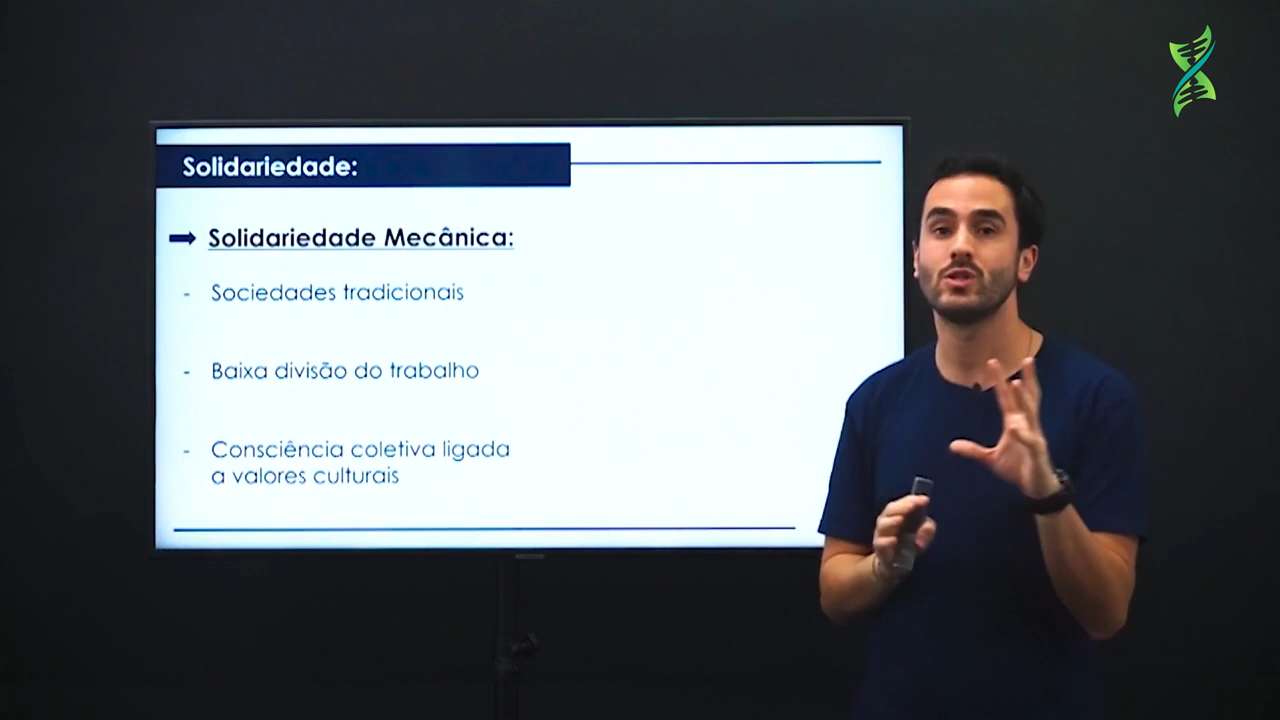 Solidariedade:
Solidariedade Mecânica:
- Sociedades tradicionais
- Baixa divisão do trabalho
- Consciência coletiva ligada
a valores culturais